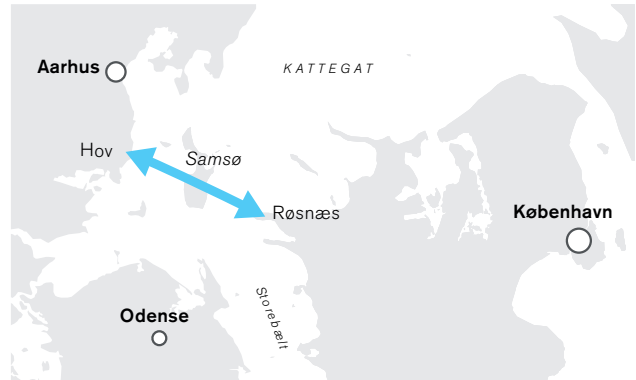 Aarhus
KATTEGAT
Hov
Samsø
Røsnæs
København
Storebælt
Odense